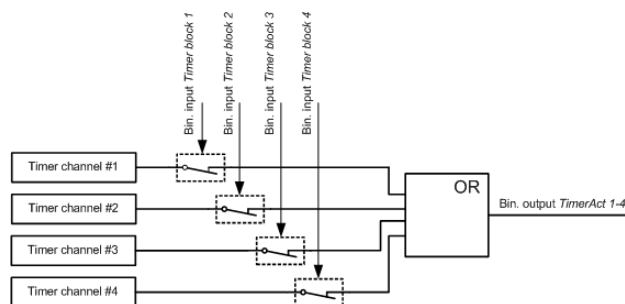 Bin. input Timer block 1
Bin. input Timer block 2
Bin. input Timer block 3
Bin. input Timer block 4
Timer channel #1
Timer channel #2
Timer channel #3
Timer channel #4
OR
Bin. output TimerAct 1-4